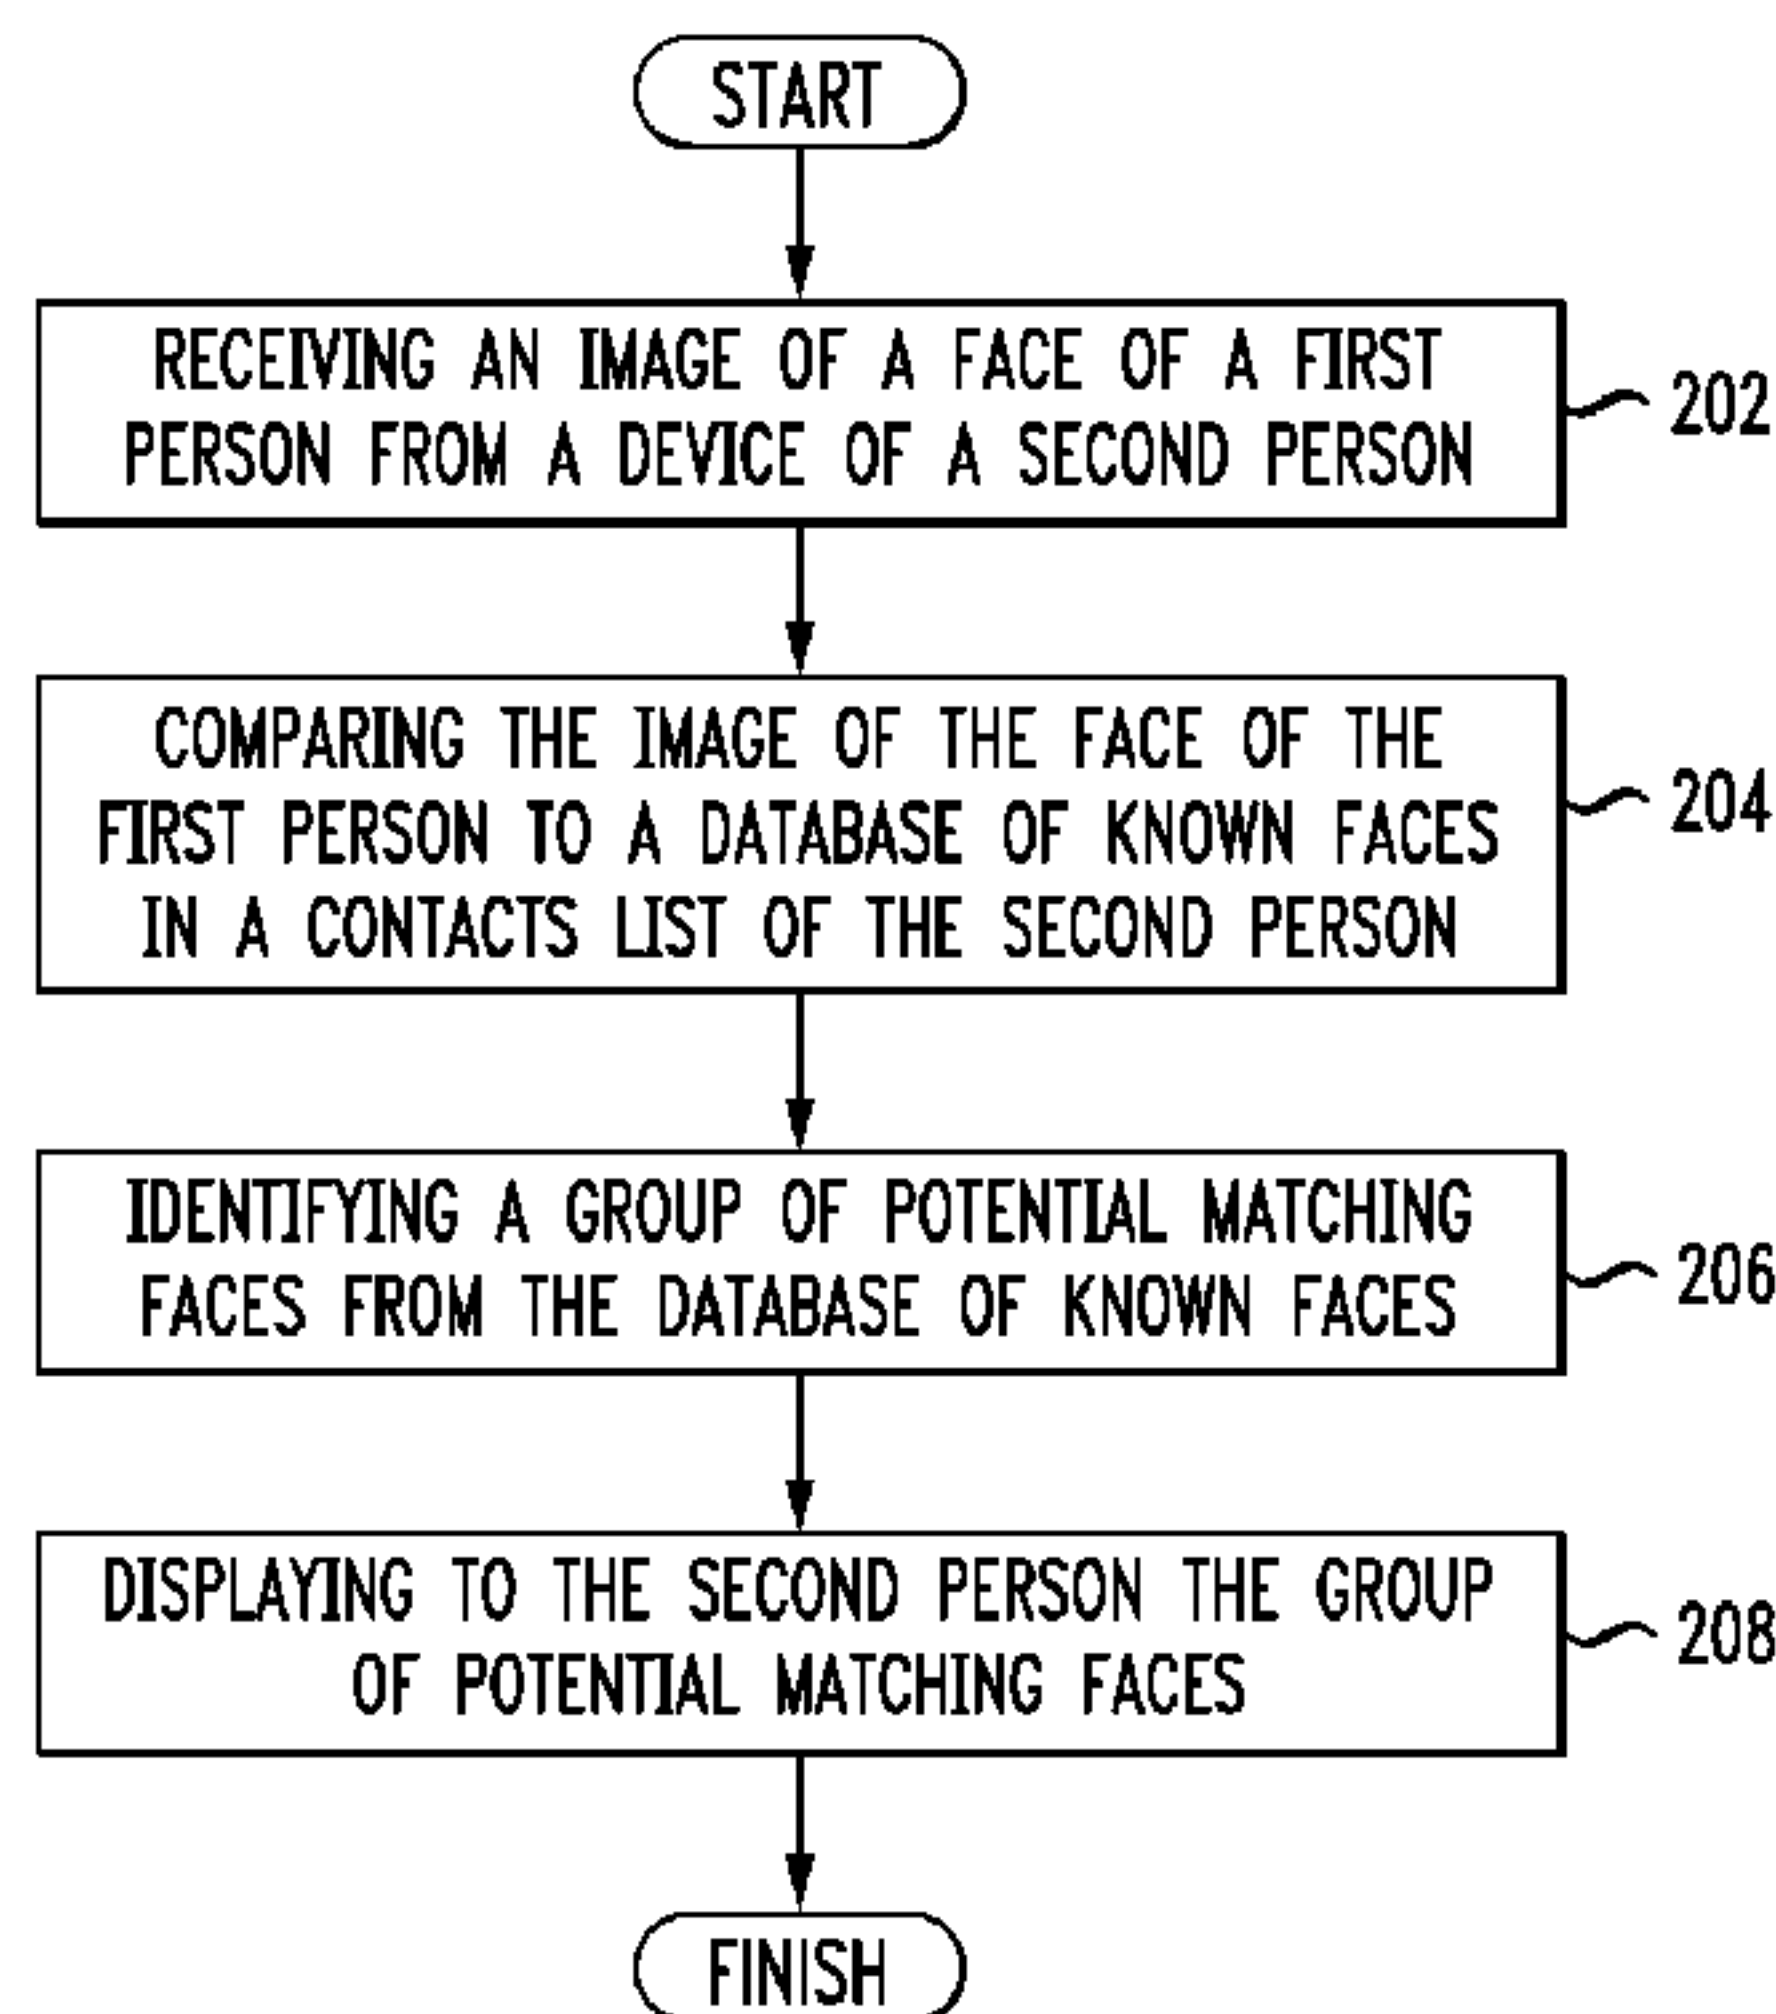 START
RECEIVING AN IMAGE OF A FACE OF A FIRST
PERSON FROM A DEVICE OF A SECOND PERSON
202
COMPARING THE IMAGE OF THE FACE OF THE
FIRST PERSON TO A DATABASE OF KNOWN FACES
IN A CONTACTS LIST OF THE SECOND PERSON
204
IDENTIFYING A GROUP OF POTENTIAL MATCHING
FACES FROM THE DATABASE OF KNOWN FACES
206
DISPLAYING TO THE SECOND PERSON THE GROUP
OF POTENTIAL MATCHING FACES
208
FINISH